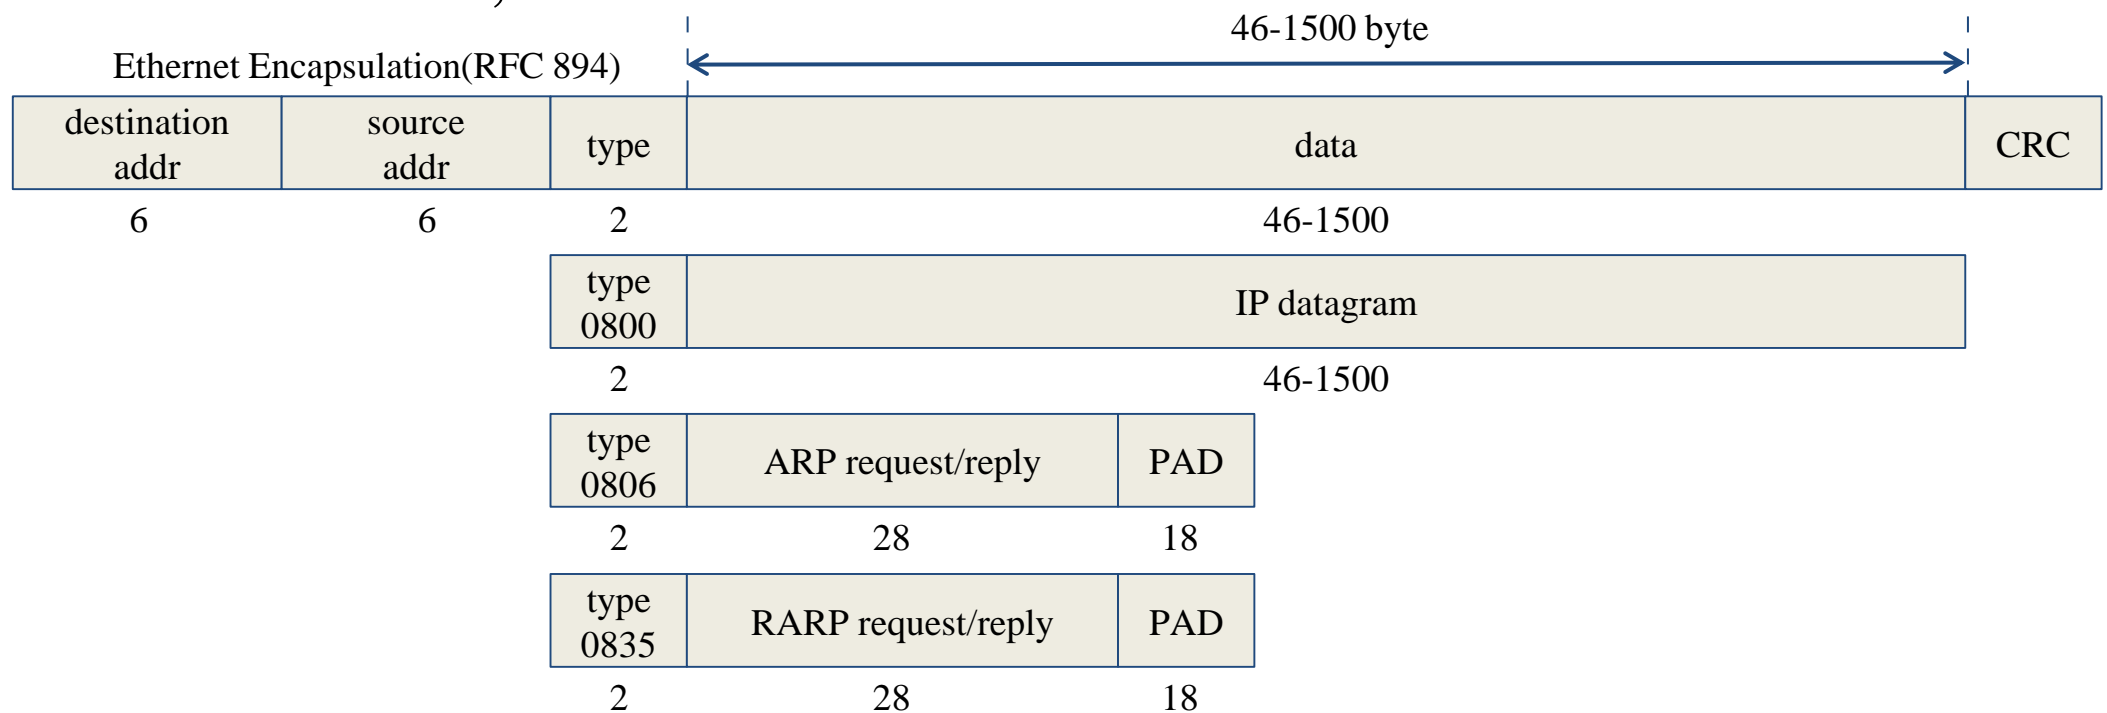 )
46-1500 byte
Ethernet Encapsulation(RFC 894)
destination
addr
source
addr
type
data
CRC
6
6
2
46-1500
type
0800
IP datagram
2
46-1500
type
0806
ARP request/reply
PAD
2
28
18
type
0835
RARP request/reply
PAD
2
28
18